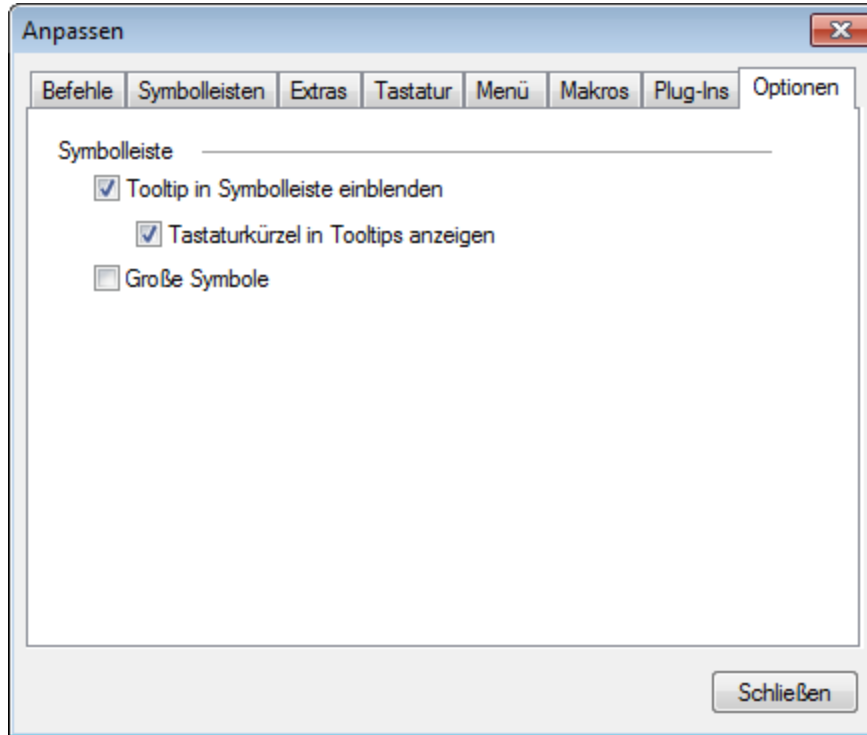 Anpassen
Befehle Symbolleisten Extras Tastatur Menü Makros Plug-Ins Optionen
Symbolleiste
Tooltip in Symbolleiste einblenden
Tastaturkürzel in Tooltips anzeigen
Große Symbole
Schließen